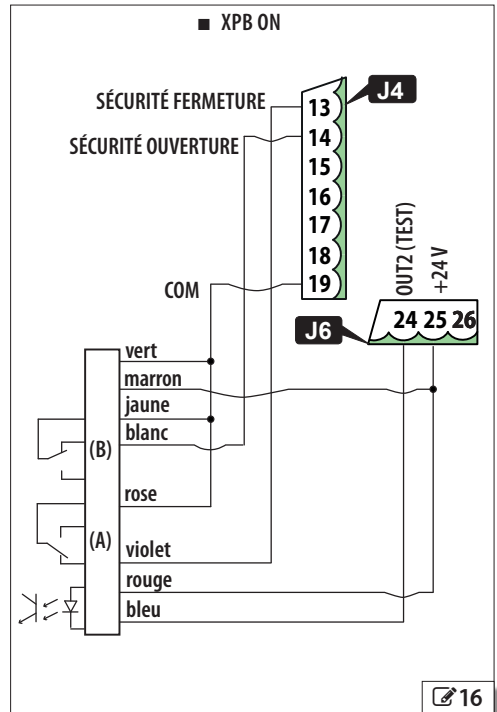 ■ XPB ON
J4
SÉCURITÉ FERMETURE
13
SÉCURITÉ OUVERTURE
14
15
16
17
18
COM
19
OUT2 (TEST)
+24 V
J6
24 25 26
vert
marron
jaune
blanc
(B)
rose
(A)
violet
rouge
bleu
16